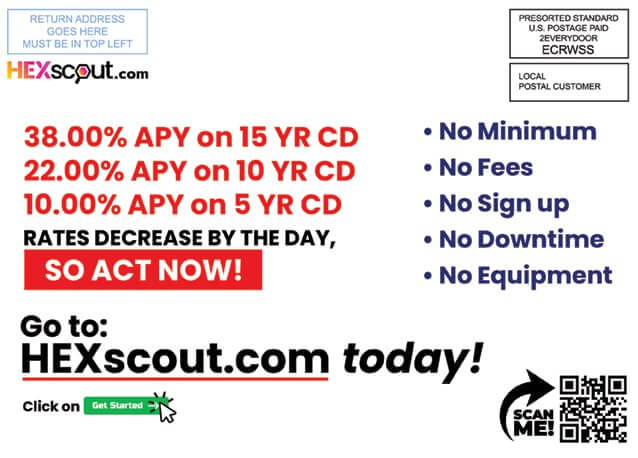 RETURN ADDRESS
GOES HERE
MUST BE IN TOP LEFT
HEXscout.com
PRESORTED STANDARD
U.S. POSTAGE PAID
2EVERYDOOR
ECRWSS
LOCAL
POSTAL CUSTOMER
38.00% APY on 15 YR CD
22.00% APY on 10 YR CD
10.00% APY on 5 YR CD
RATES DECREASE BY THE DAY,
SO ACT NOW!
• No Minimum
• No Fees
• No Sign up
• No Downtime
• No Equipment
Go to:
HEXscout.com today!
Click on Get Started
SCAN
ME!